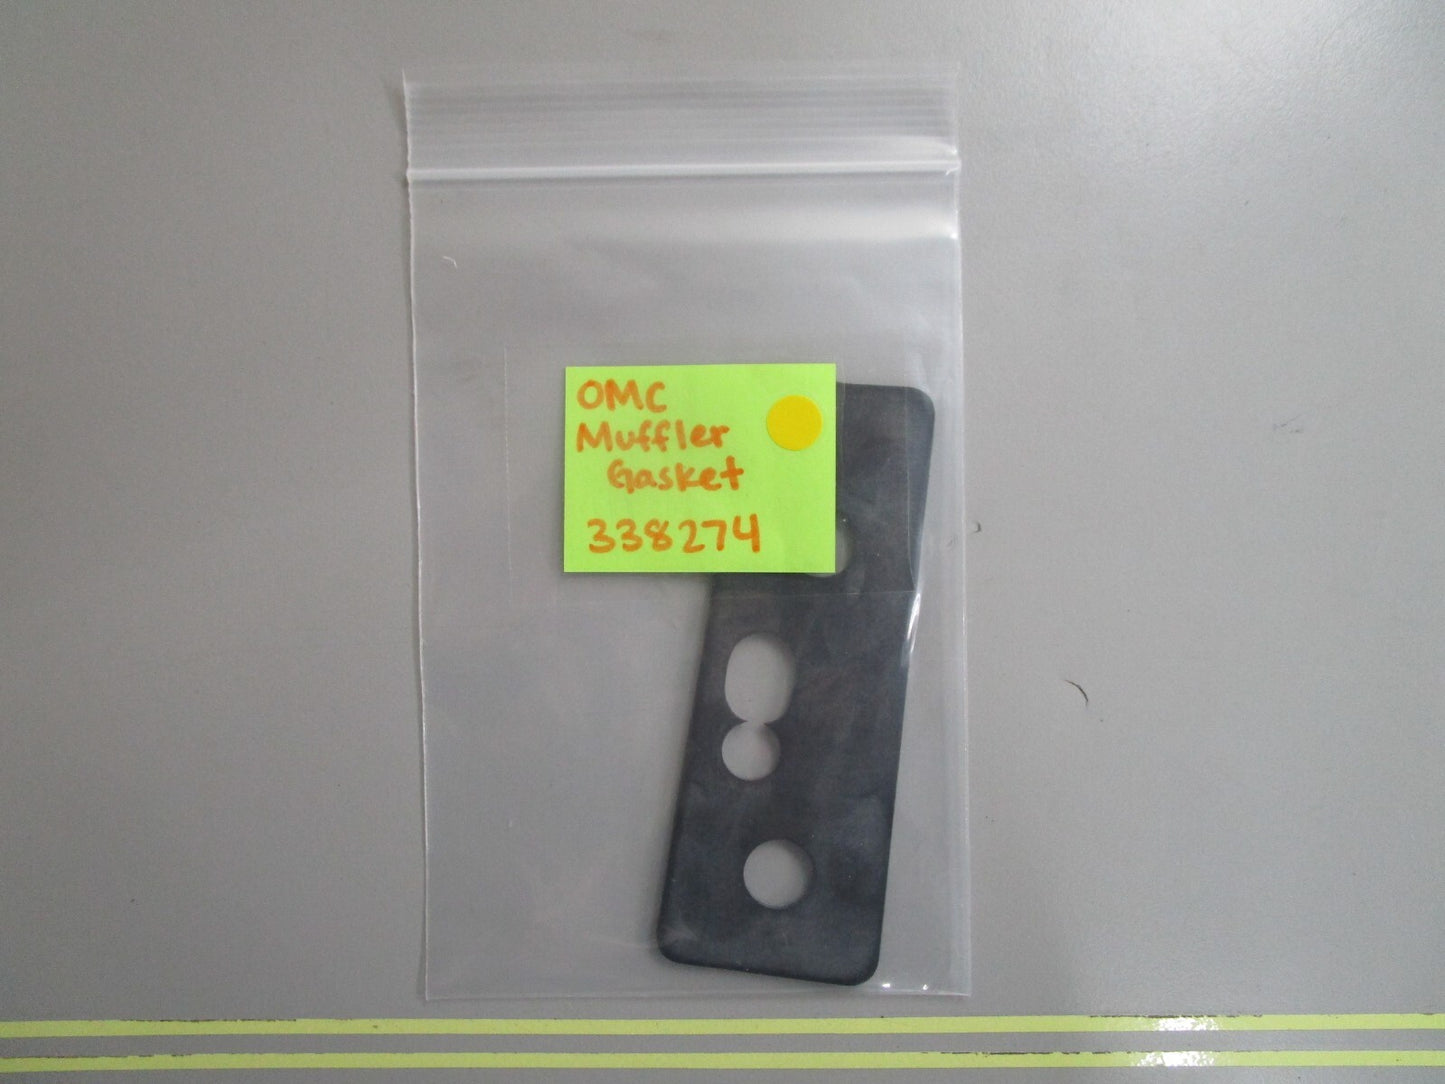 OMC
Muffler
Gasket
338274